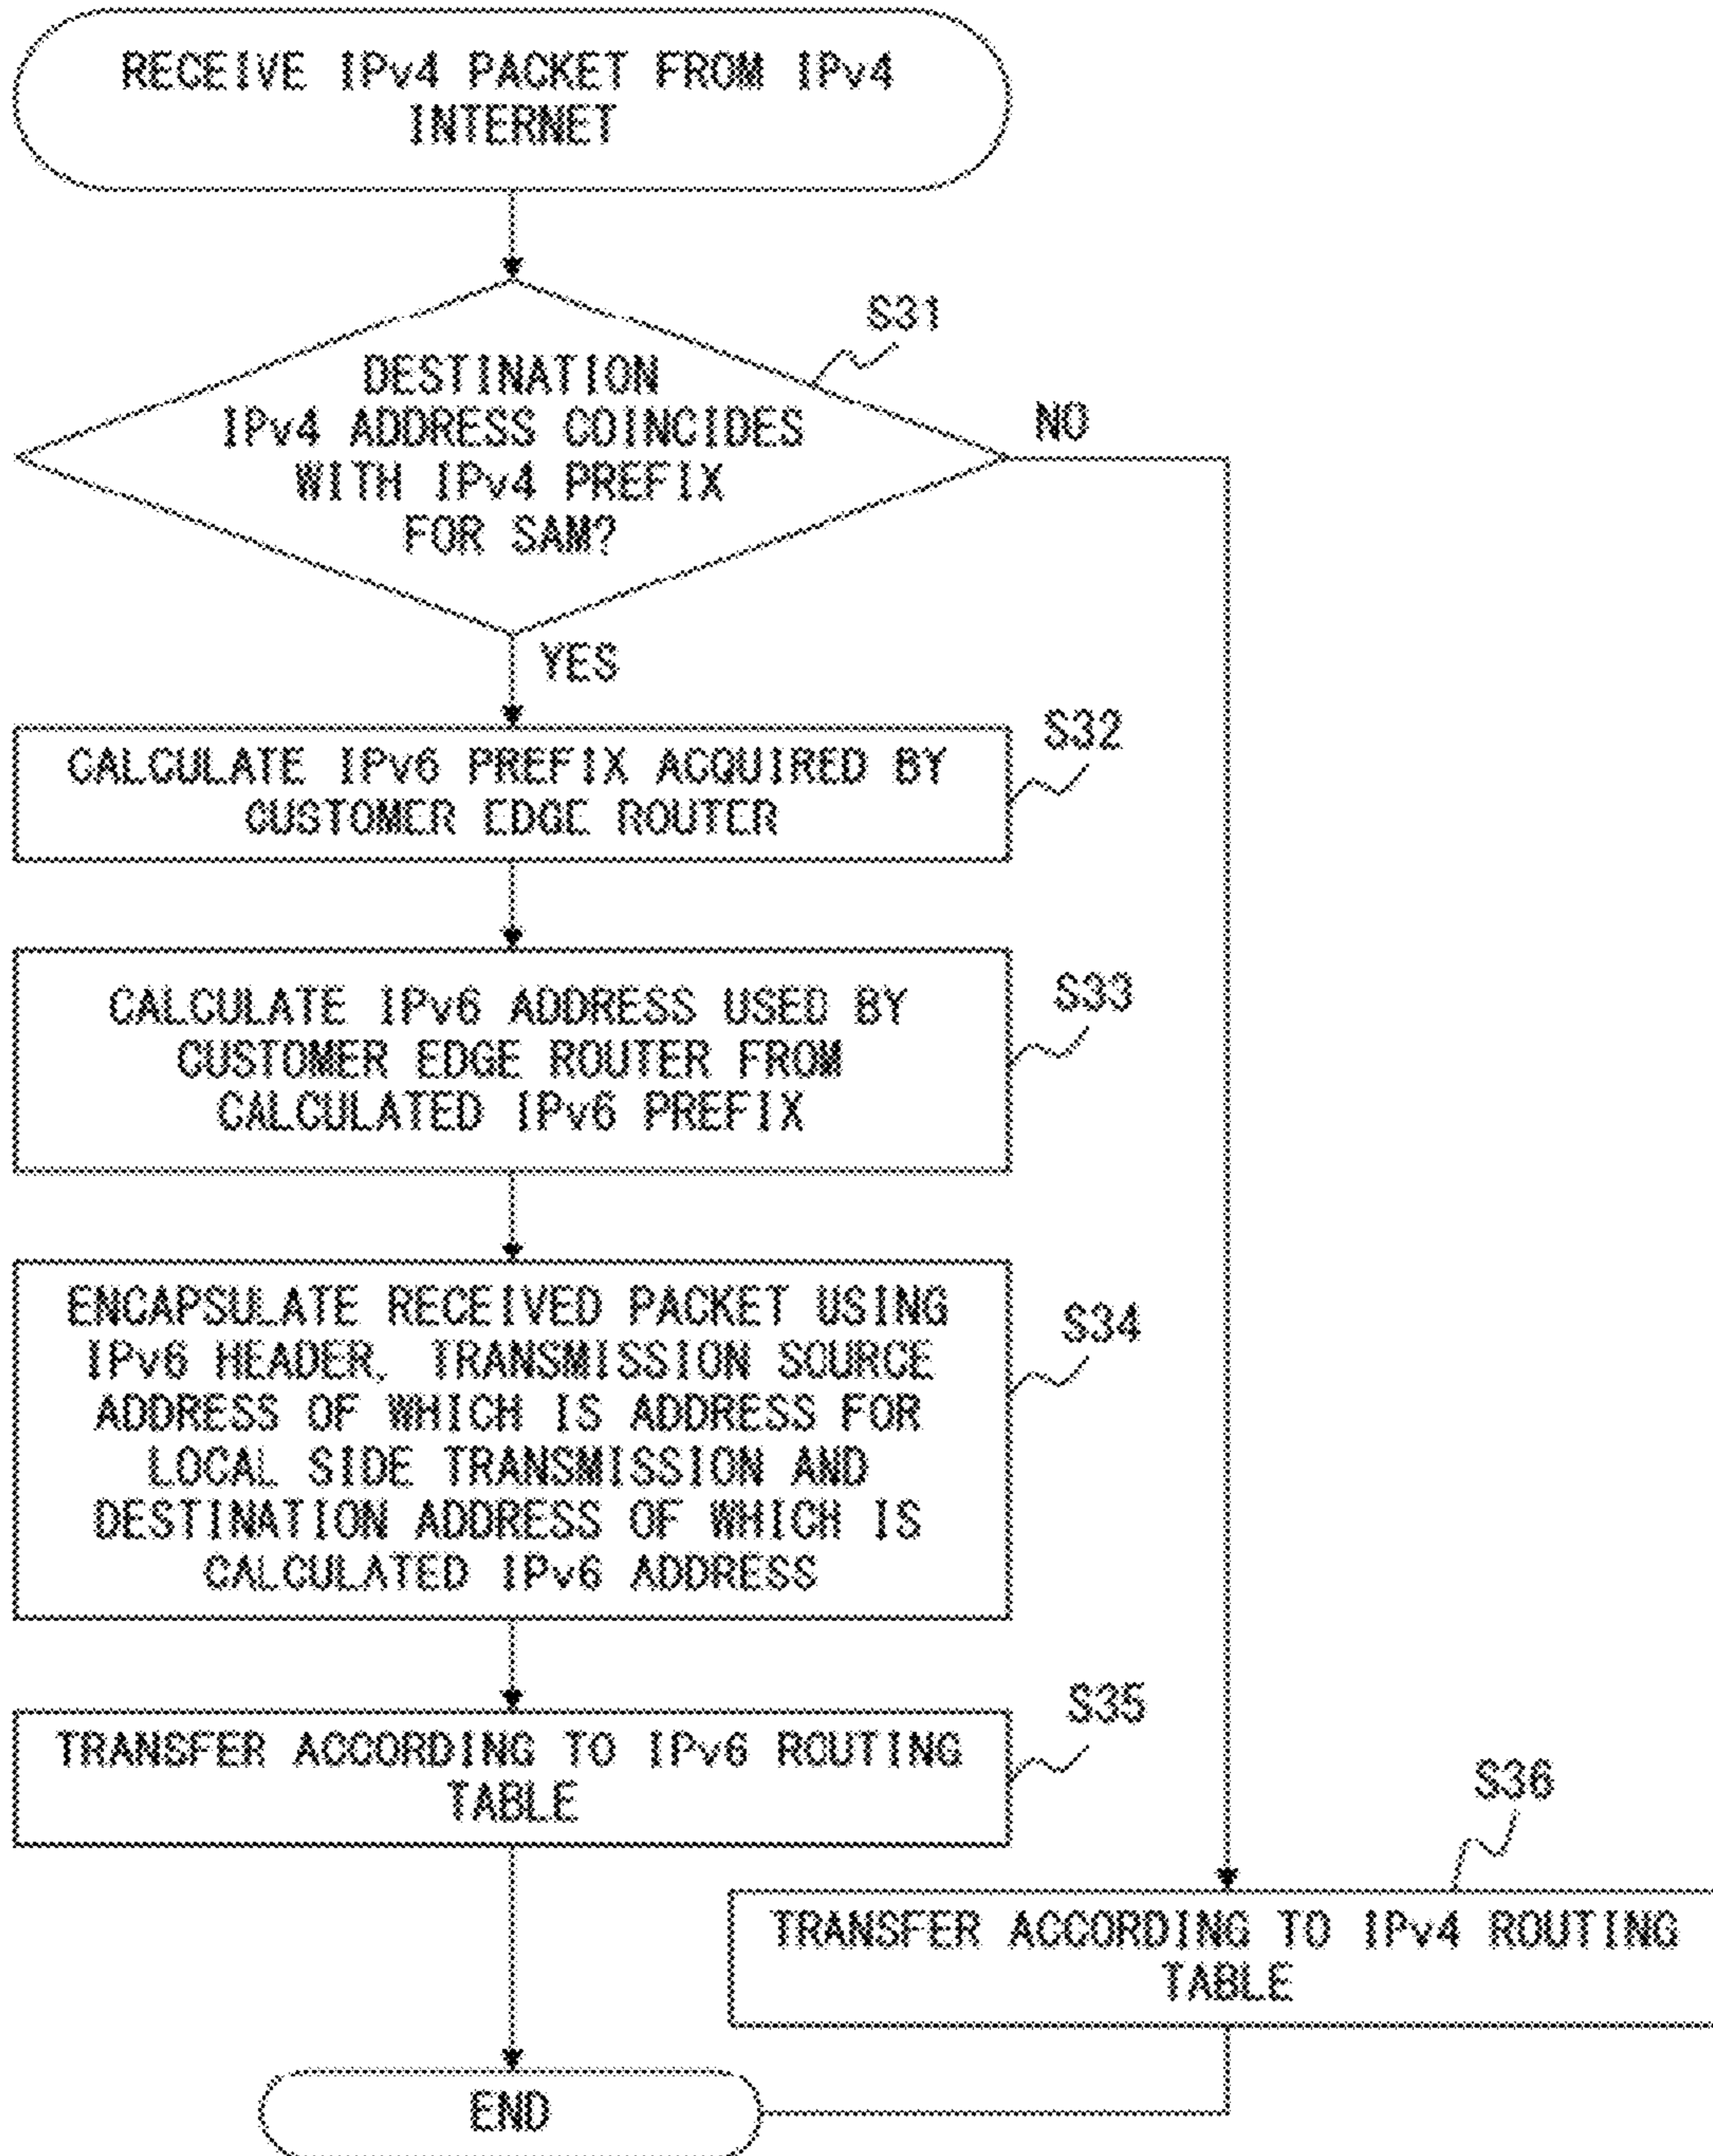 RECEIVE IPv4 PACKET FROM IPv4
INTERNET
S31
DESTINATION
IPv4 ADDRESS COINCIDES
WITH IPv4 PREFIX
FOR SAM?
NO
YES
S32
CALCULATE IPv6 PREFIX ACQUIRED BY
CUSTOMER EDGE ROUTER
S33
CALCULATE IPv6 ADDRESS USED BY
CUSTOMER EDGE ROUTER FROM
CALCULATED IPv6 PREFIX
S34
ENCAPSULATE RECEIVED PACKET USING
IPv6 HEADER, TRANSMISSION SOURCE
ADDRESS OF WHICH IS ADDRESS FOR
LOCAL SIDE TRANSMISSION AND
DESTINATION ADDRESS OF WHICH IS
CALCULATED IPv6 ADDRESS
S35
TRANSFER ACCORDING TO IPv6 ROUTING
TABLE
S36
TRANSFER ACCORDING TO IPv4 ROUTING
TABLE
END